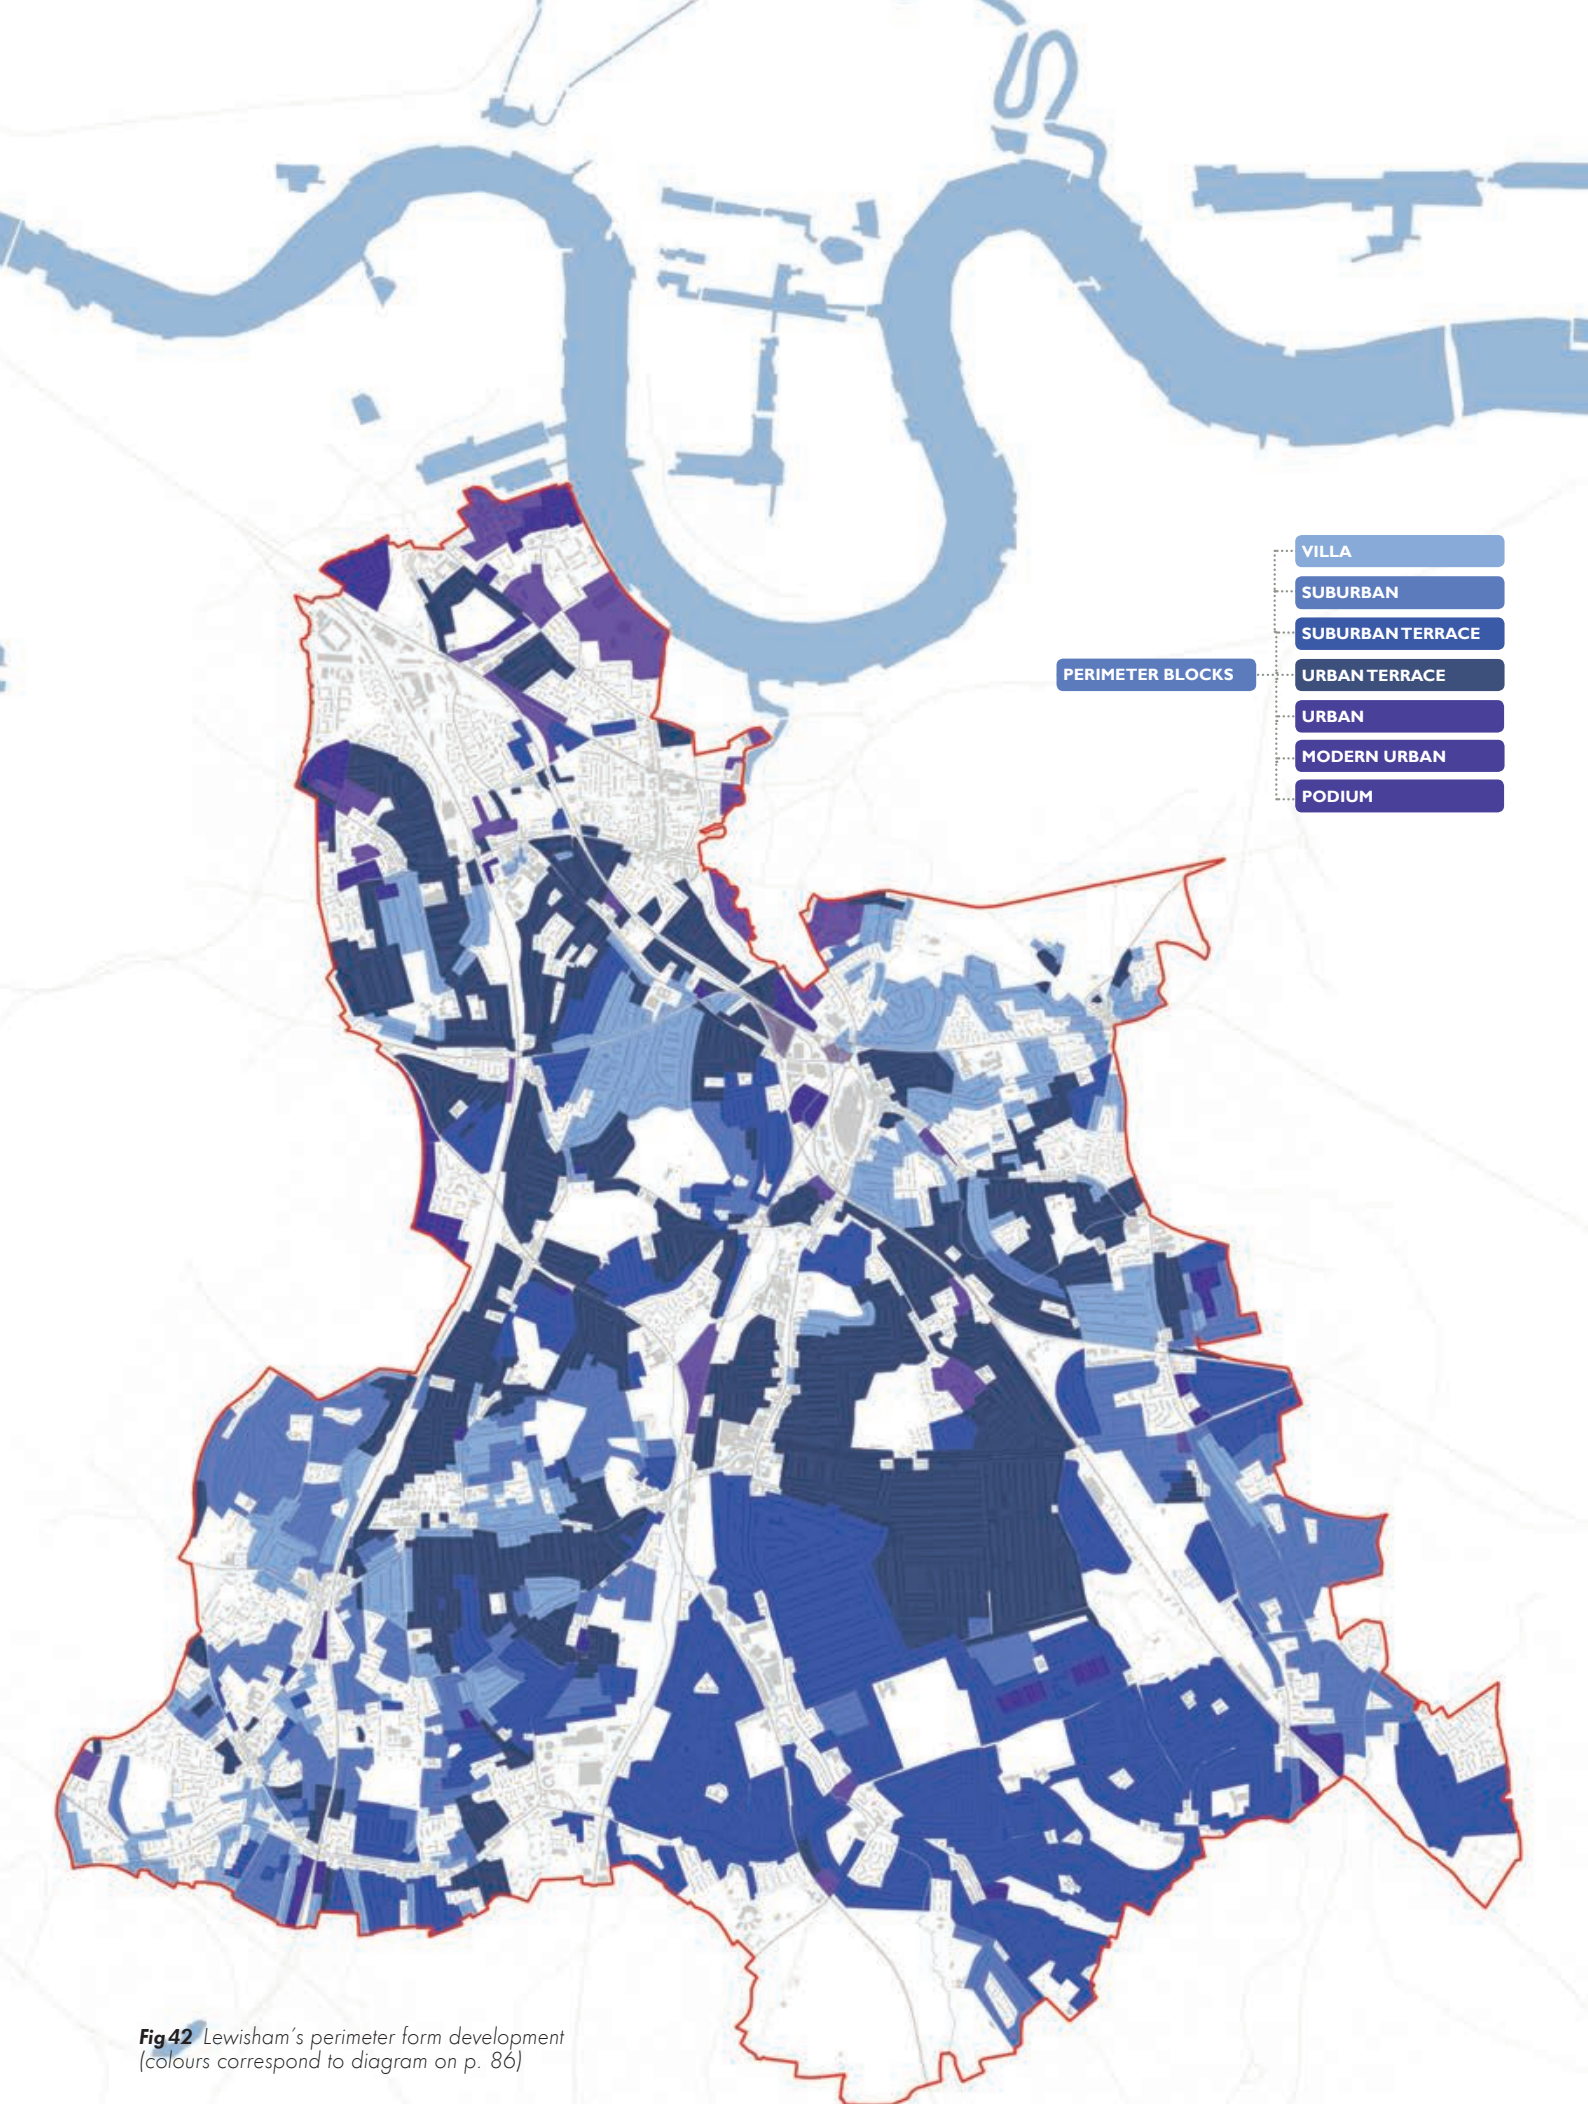 VILLA
SUBURBAN
SUBURBAN TERRACE
PERIMETER BLOCKS
URBAN TERRACE
URBAN
MODERN URBAN
PODIUM
Fig 42 Lewisham's perimeter form development
(colours correspond to diagram on p. 86)